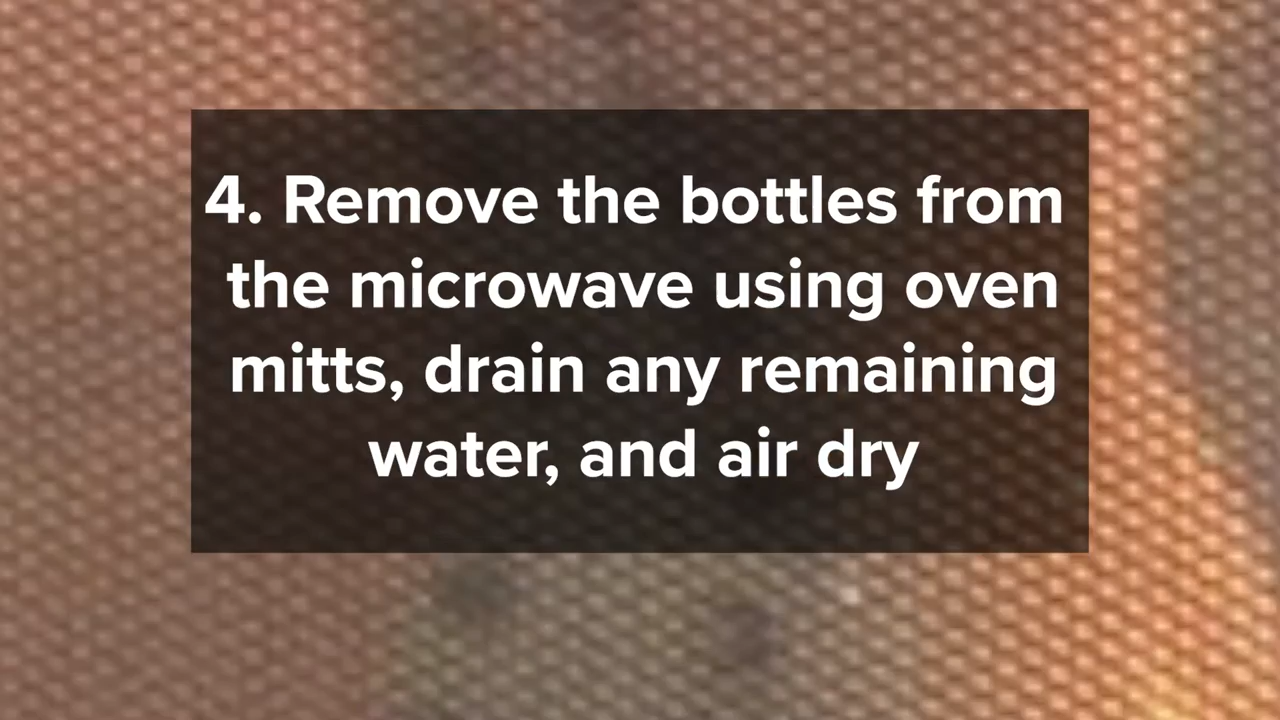 4. Remove the bottles from
the microwave using oven
mitts, drain any remaining
water, and air dry